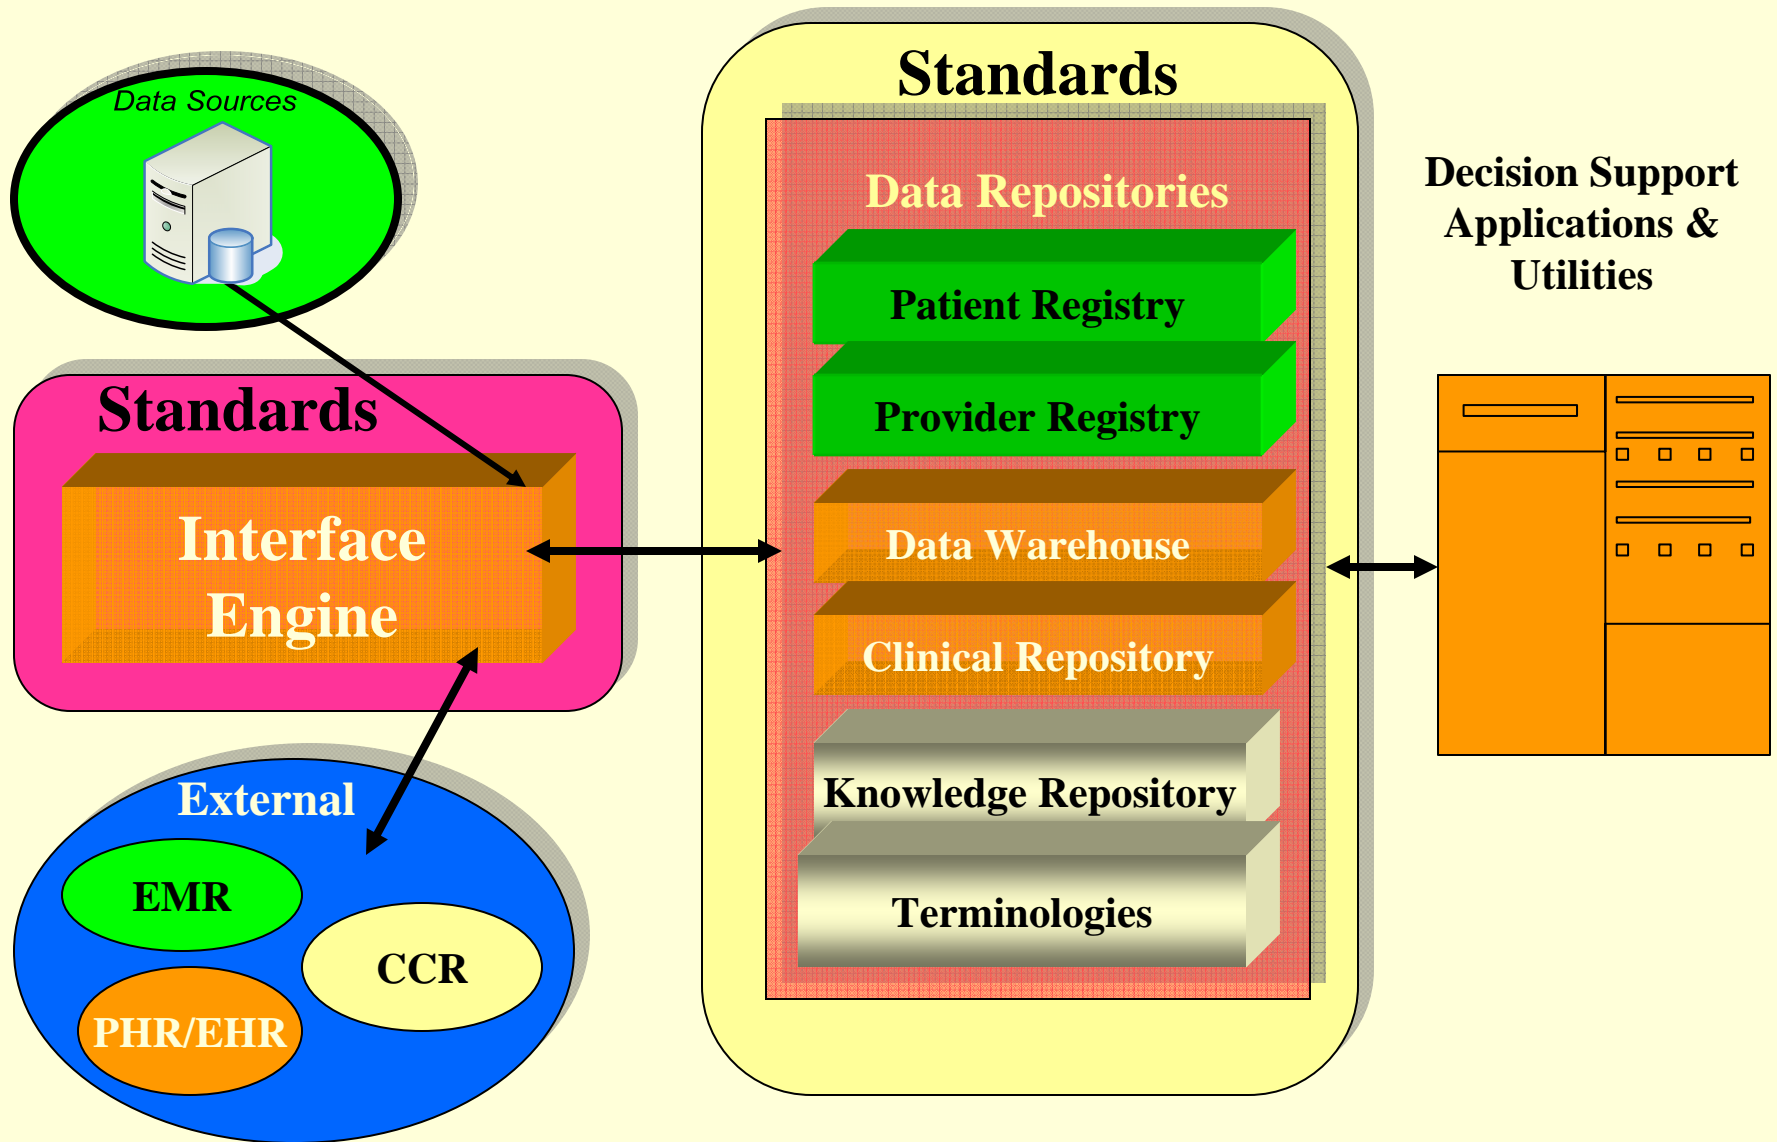 Data Sources
Standards
Interface
Engine
External
EMR
CCR
PHR/EHR
Standards
Data Repositories
Patient Registry
Provider Registry
Data Warehouse
Clinical Repository
Knowledge Repository
Terminologies
Decision Support
Applications &
Utilities